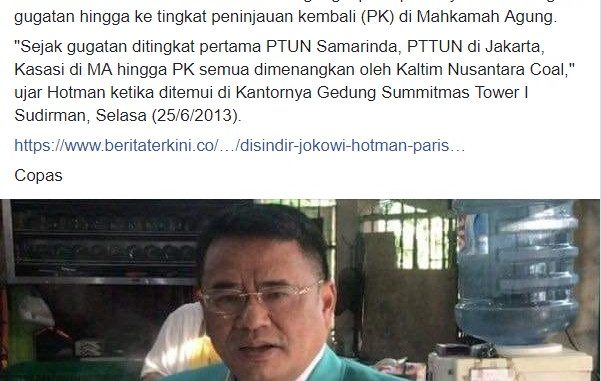 gugatan hingga ke tingkat peninjauan kembali (PK) di Mahkamah Agung.
"Sejak gugatan ditingkat pertama PTUN Samarinda, PTTUN di Jakarta,
Kasasi di MA hingga PK semua dimenangkan oleh Kaltim Nusantara Coal,"
ujar Hotman ketika ditemui di Kantornya Gedung Summitmas Tower I
Sudirman, Selasa (25/6/2013).
https://www.beritaterkini.co/…/disindir-jokowi-hotman-paris…
Copas